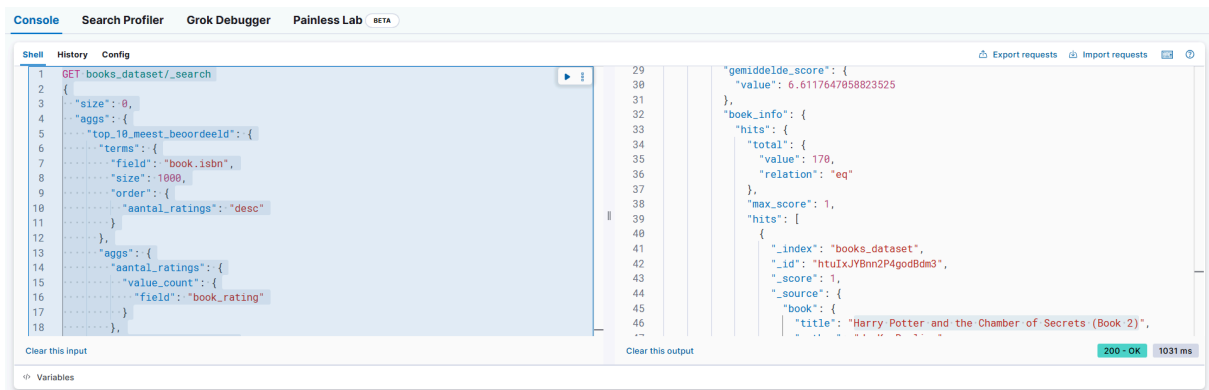 Console Search Profiler Grok Debugger Painless Lab BETA
Shell History Config Export requests Import requests
1 GET books_dataset/_search
2 {
3 "size": 0,
4 "aggs": {
5 "top_10_meest_beoordeeld": {
6 "terms": {
7 "field": "book.isbn",
8 "size": 1000,
9 "order": {
10 "aantal_ratings": "desc"
11 }
12 },
13 "aggs": {
14 "aantal_ratings": {
15 "value_count": {
16 "field": "book_rating"
17 }
18 },
29 "gemiddelde_score": {
30 "value": 6.6117647058823525
31 },
32 "boek_info": {
33 "hits": {
34 "total": {
35 "value": 170,
36 "relation": "eq"
37 },
38 "max_score": 1,
39 "hits": [
40 {
41 "_index": "books_dataset",
42 "_id": "htuIxJYBnn2P4godBdm3",
43 "_score": 1,
44 "_source": {
45 "book": {
46 "title": "Harry Potter and the Chamber of Secrets (Book 2)",
Clear this input
Clear this output 200 - OK 1031 ms
Variables